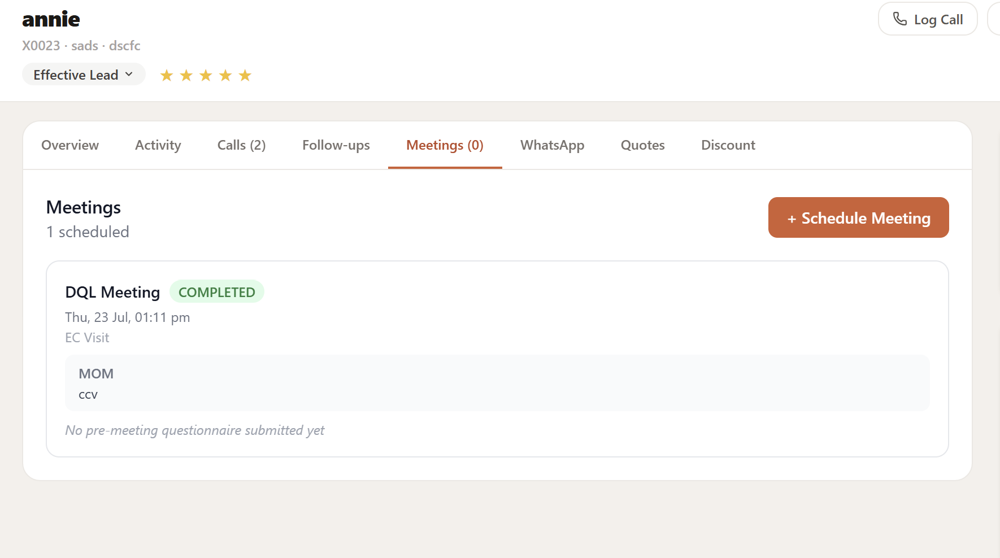 annie
Log Call
X0023 · sads · dscfc
Effective Lead
Overview Activity Calls (2) Follow-ups Meetings (0) WhatsApp Quotes Discount
Meetings
1 scheduled
+ Schedule Meeting
DQL Meeting COMPLETED
Thu, 23 Jul, 01:11 pm
EC Visit
MOM
ccv
No pre-meeting questionnaire submitted yet